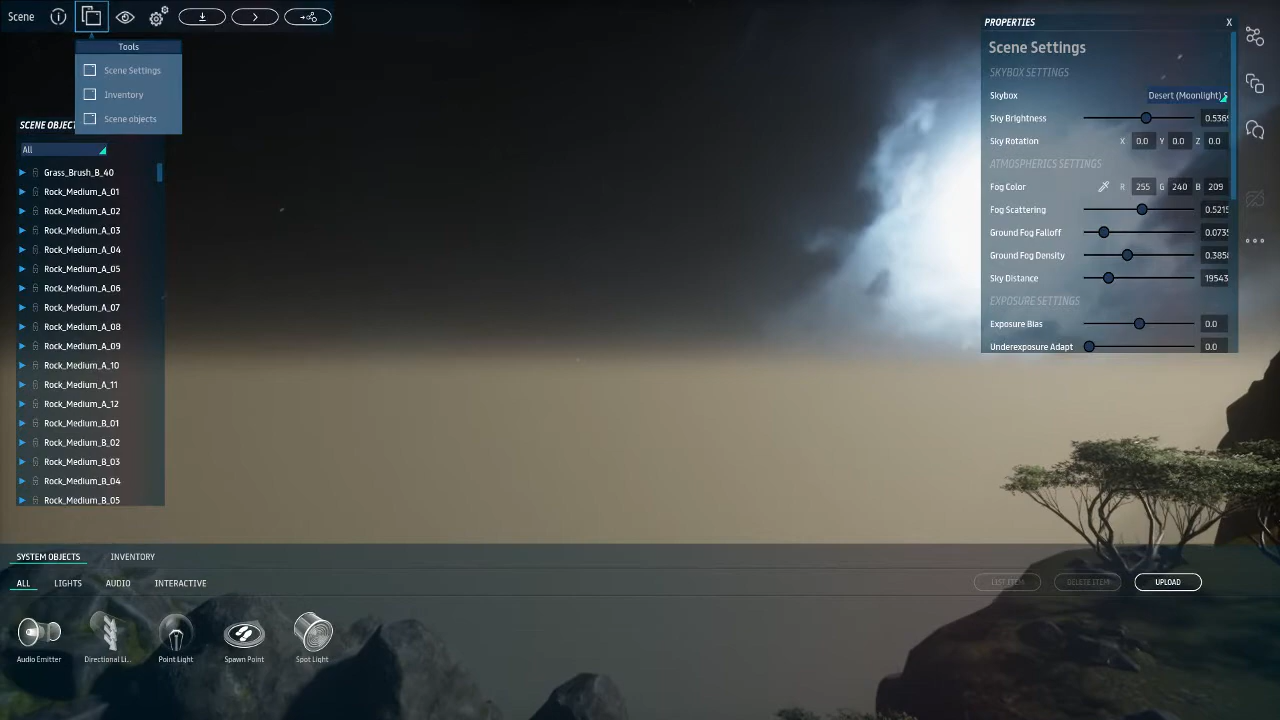 Scene
Tools
Scene Settings
Inventory
Scene objects
SCENE OBJECT
All
Grass_Brush_B_40
Rock_Medium_A_01
Rock_Medium_A_02
Rock_Medium_A_03
Rock_Medium_A_04
Rock_Medium_A_05
Rock_Medium_A_06
Rock_Medium_A_07
Rock_Medium_A_08
Rock_Medium_A_09
Rock_Medium_A_10
Rock_Medium_A_11
Rock_Medium_A_12
Rock_Medium_B_01
Rock_Medium_B_02
Rock_Medium_B_03
Rock_Medium_B_04
Rock_Medium_B_05
PROPERTIES X
Scene Settings
SKYBOX SETTINGS
Skybox Desert (Moonlight) S
Sky Brightness 0.5369
Sky Rotation X 0.0 Y 0.0 Z 0.0
ATMOSPHERICS SETTINGS
Fog Color R 255 G 240 B 209
Fog Scattering 0.5215
Ground Fog Falloff 0.0735
Ground Fog Density 0.3858
Sky Distance 19543
EXPOSURE SETTINGS
Exposure Bias 0.0
Underexposure Adapt 0.0
SYSTEM OBJECTS INVENTORY
ALL LIGHTS AUDIO INTERACTIVE
LIST ITEM DELETE ITEM UPLOAD
Audio Emitter Directional Li... Point Light Spawn Point Spot Light